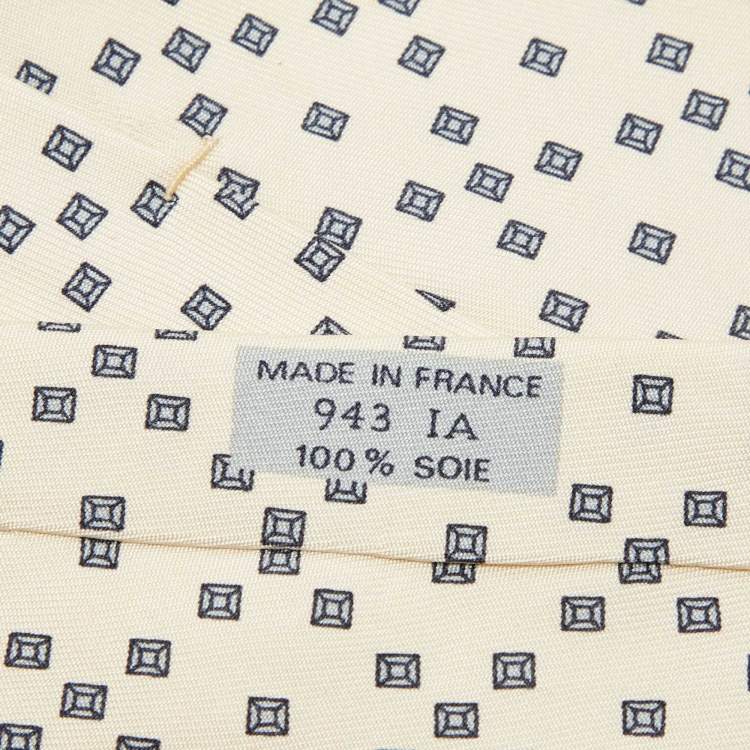 MADE IN FRANCE
943 IA
100% SOIE